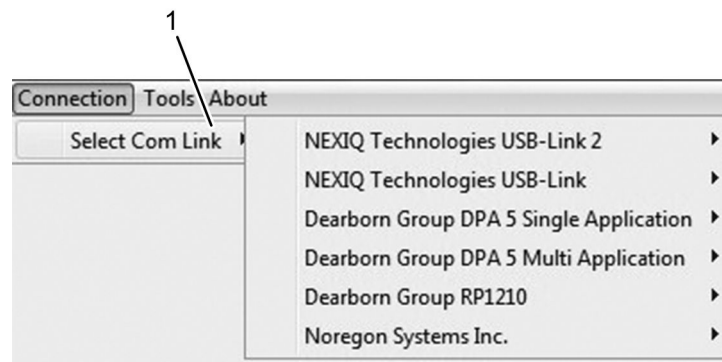 1
Connection Tools About
Select Com Link
NEXIQ Technologies USB-Link 2
NEXIQ Technologies USB-Link
Dearborn Group DPA 5 Single Application
Dearborn Group DPA 5 Multi Application
Dearborn Group RP1210
Noregon Systems Inc.